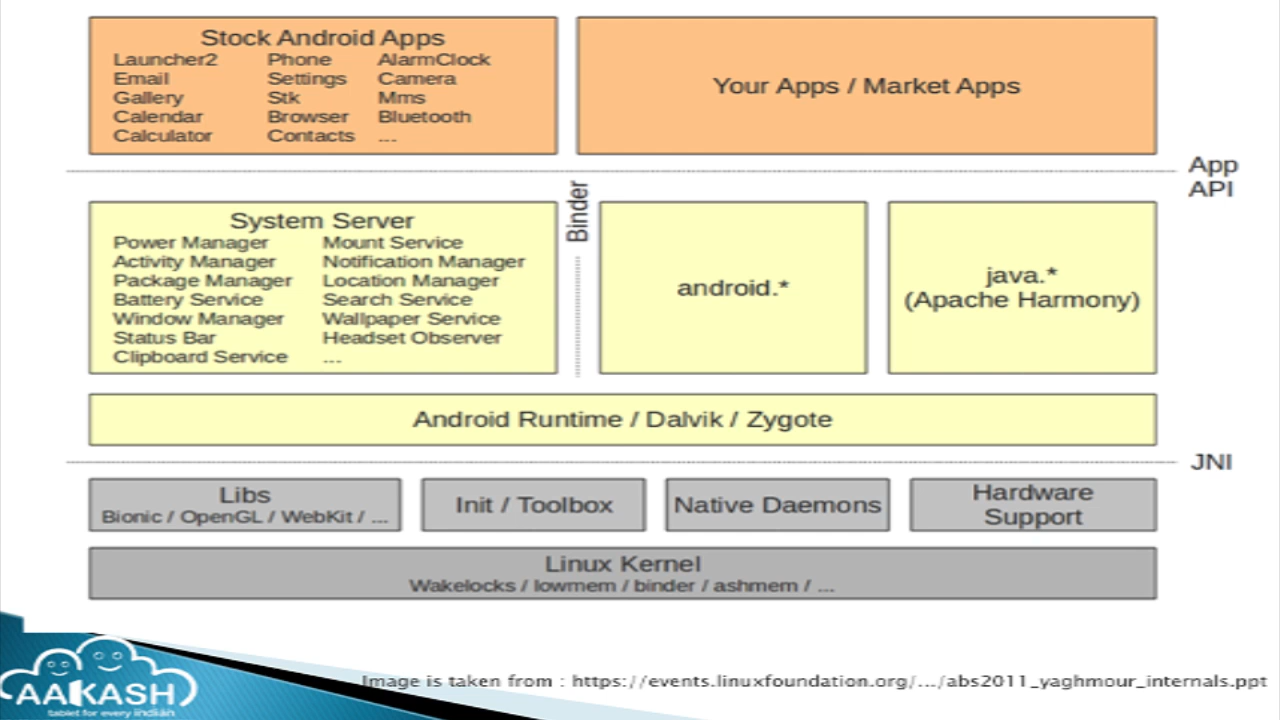 Stock Android Apps
Launcher2 Phone AlarmClock
Email Settings Camera
Gallery Stk Mms
Calendar Browser Bluetooth
Calculator Contacts ...
Your Apps / Market Apps
App
API
System Server
Power Manager Mount Service
Activity Manager Notification Manager
Package Manager Location Manager
Battery Service Search Service
Window Manager Wallpaper Service
Status Bar Headset Observer
Clipboard Service ...
Binder
android.*
java.*
(Apache Harmony)
Android Runtime / Dalvik / Zygote
JNI
Libs
Bionic / OpenGL / WebKit / ...
Init / Toolbox
Native Daemons
Hardware
Support
Linux Kernel
Wakelocks / lowmem / binder / ashmem / ...
AAKASH
tablet for every indian
Image is taken from : https://events.linuxfoundation.org/.../abs2011_yaghmour_internals.ppt